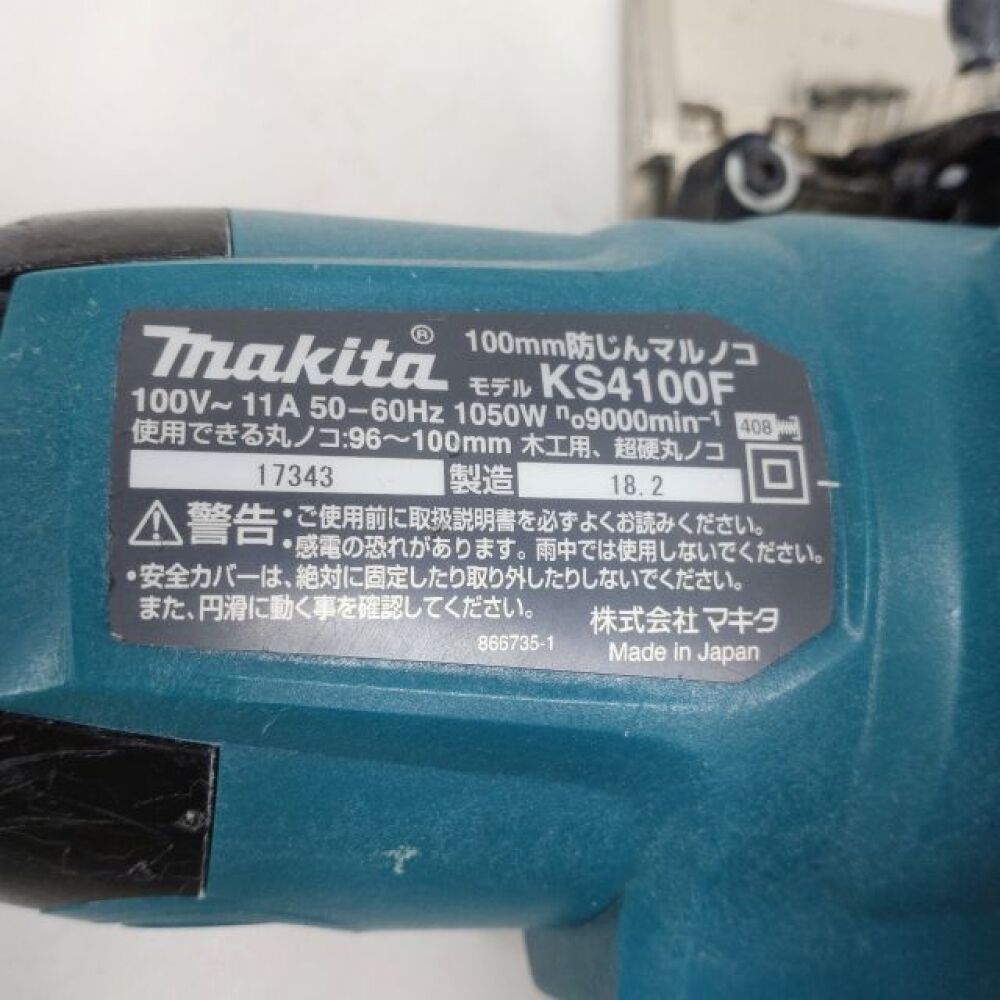 makita®
100mm防じんマルノコ
モデル KS4100F
100V～ 11A 50－60Hz 1050W n₀9000min⁻¹
408
使用できる丸ノコ:96～100mm 木工用、超硬丸ノコ
17343 製造 18.2
⚠警告 •ご使用前に取扱説明書を必ずよくお読みください。
•感電の恐れがあります。雨中では使用しないでください。
•安全カバーは、絶対に固定したり取り外したりしないでください。
また、円滑に動く事を確認してください。
866735-1
株式会社 マキタ
Made in Japan